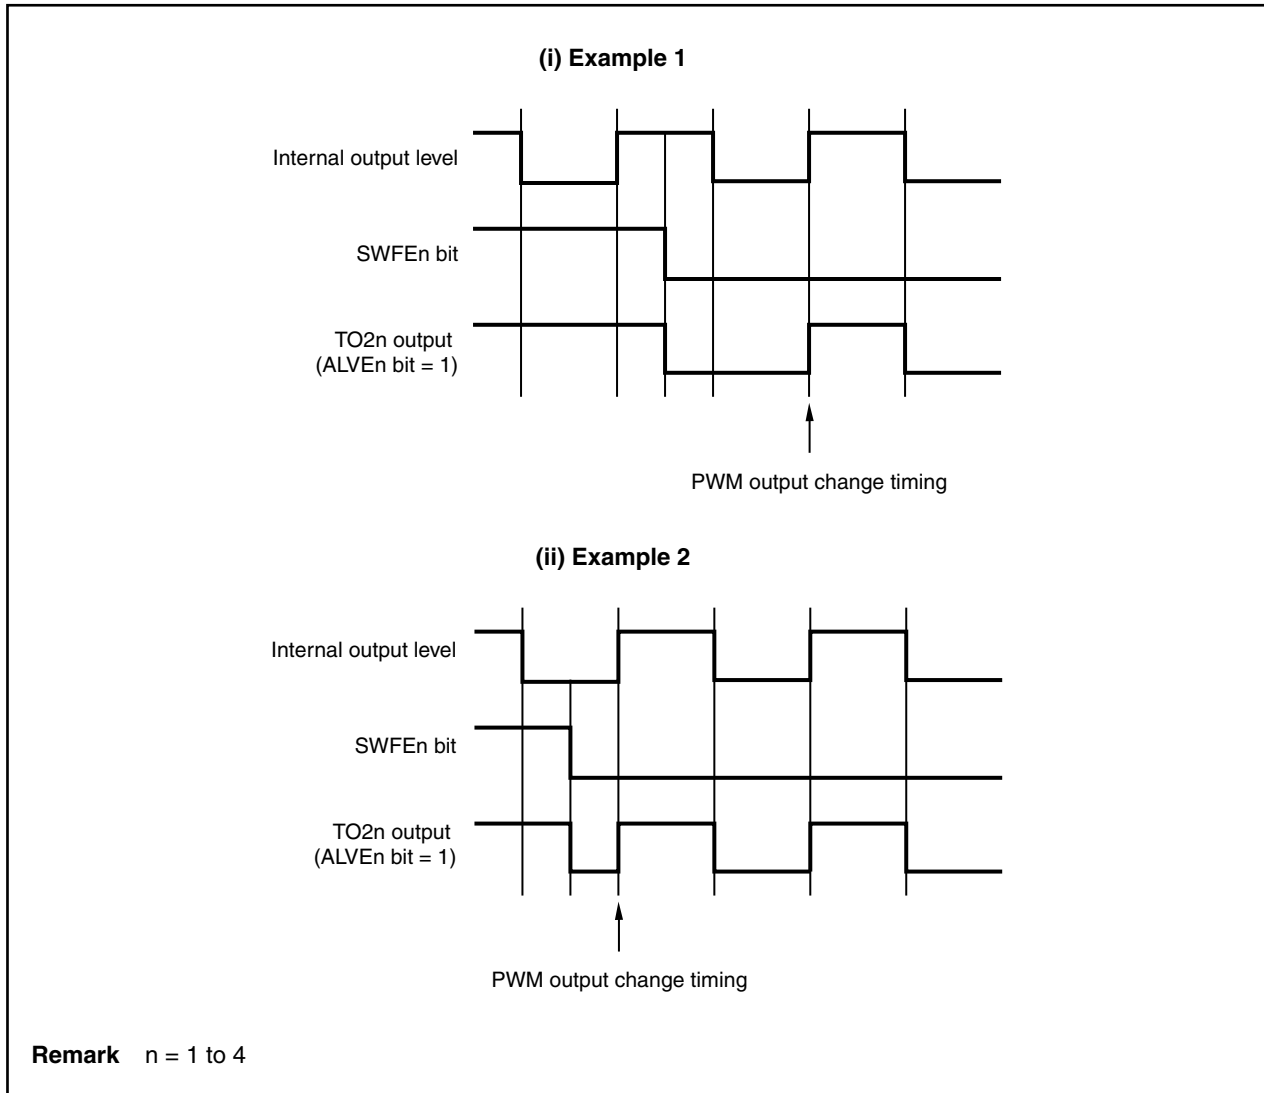 (i) Example 1
Internal output level
SWFEn bit
TO2n output
(ALVEn bit = 1)
PWM output change timing
(ii) Example 2
Internal output level
SWFEn bit
TO2n output
(ALVEn bit = 1)
PWM output change timing
Remark n = 1 to 4